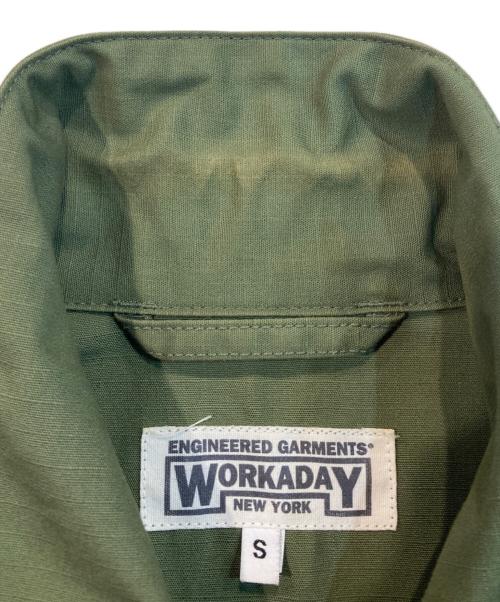 ENGINEERED GARMENTS®
WORKADAY
NEW YORK
S